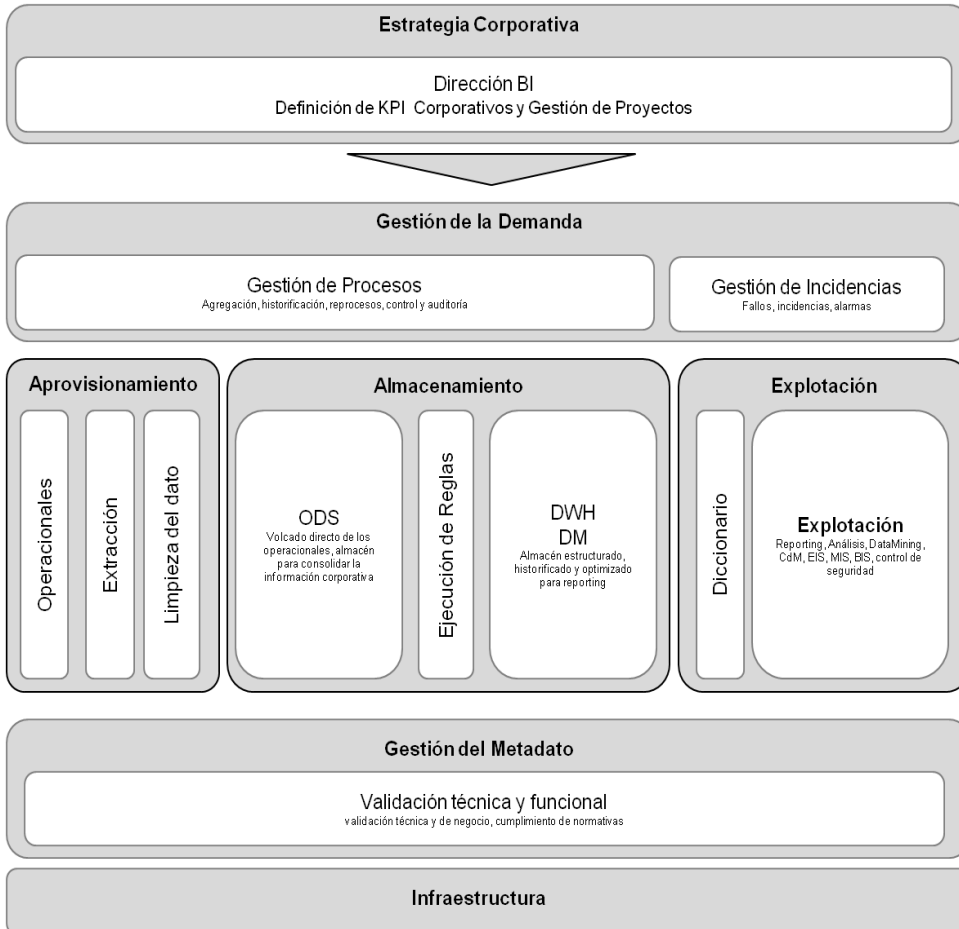 Estrategia Corporativa
Dirección BI
Definición de KPI Corporativos y Gestión de Proyectos
Gestión de la Demanda
Gestión de Procesos
Agregación, historificación, reprocesos, control y auditoría
Gestión de Incidencias
Fallos, incidencias, alarmas
Aprovisionamiento
Operacionales
Extracción
Limpieza del dato
Almacenamiento
ODS
Volcado directo de los
operacionales, almacén
para consolidar la
información corporativa
Ejecución de Reglas
DWH
DM
Almacén estructurado,
historificado y optimizado
para reporting
Explotación
Diccionario
Explotación
Reporting, Análisis, DataMining,
CdM, EIS, MIS, BIS, control de
seguridad
Gestión del Metadato
Validación técnica y funcional
validación técnica y de negocio, cumplimiento de normativas
Infraestructura